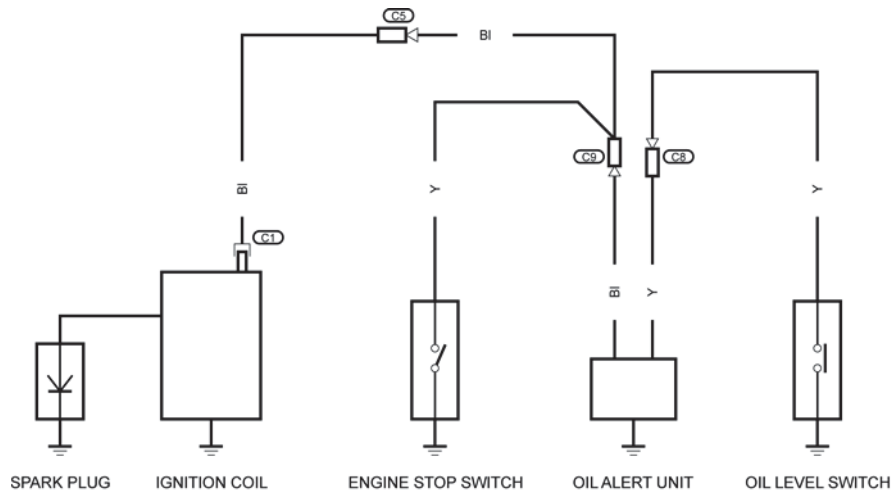 C5
Bl
C9
C8
Bl
Y
Y
C1
Bl
Y
SPARK PLUG
IGNITION COIL
ENGINE STOP SWITCH
OIL ALERT UNIT
OIL LEVEL SWITCH